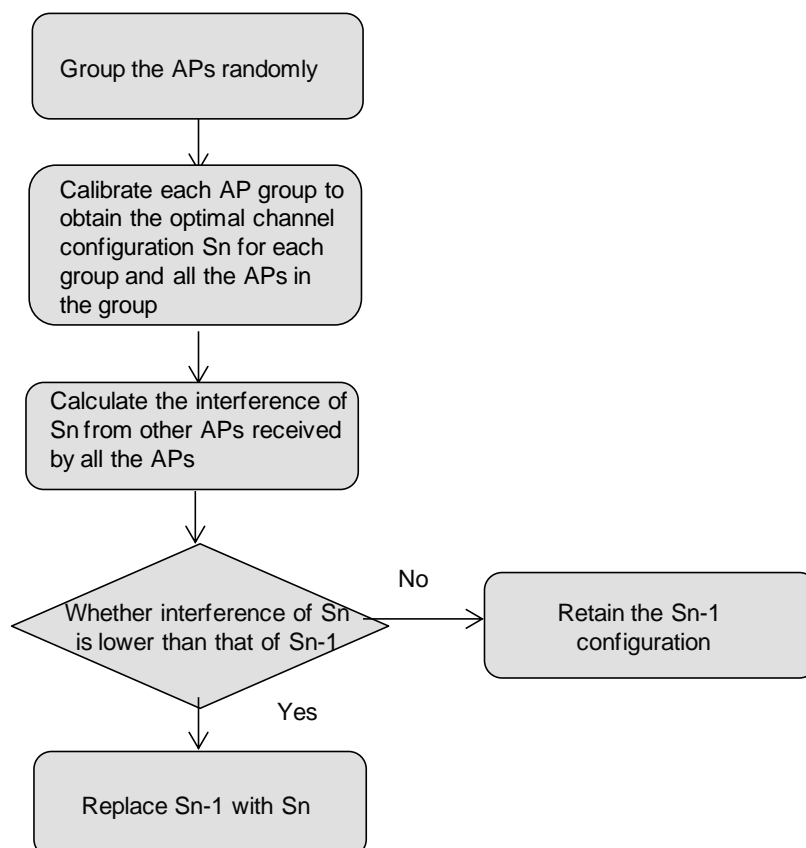 Group the APs randomly
Calibrate each AP group to
obtain the optimal channel
configuration Sn for each
group and all the APs in
the group
Calculate the interference of
Sn from other APs received
by all the APs
Whether interference of Sn
is lower than that of Sn-1
No
Retain the Sn-1
configuration
Yes
Replace Sn-1 with Sn